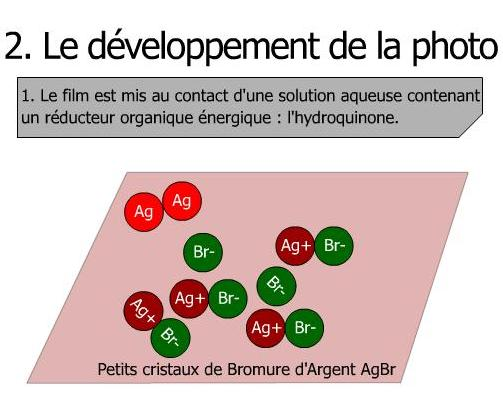 2. Le développement de la photo
1. Le film est mis au contact d'une solution aqueuse contenant
un réducteur organique énergique : l'hydroquinone.
Ag Ag
Br-
Ag+ Br-
Br-
Ag+ Br-
Ag+ Br-
Ag+ Br-
Petits cristaux de Bromure d'Argent AgBr